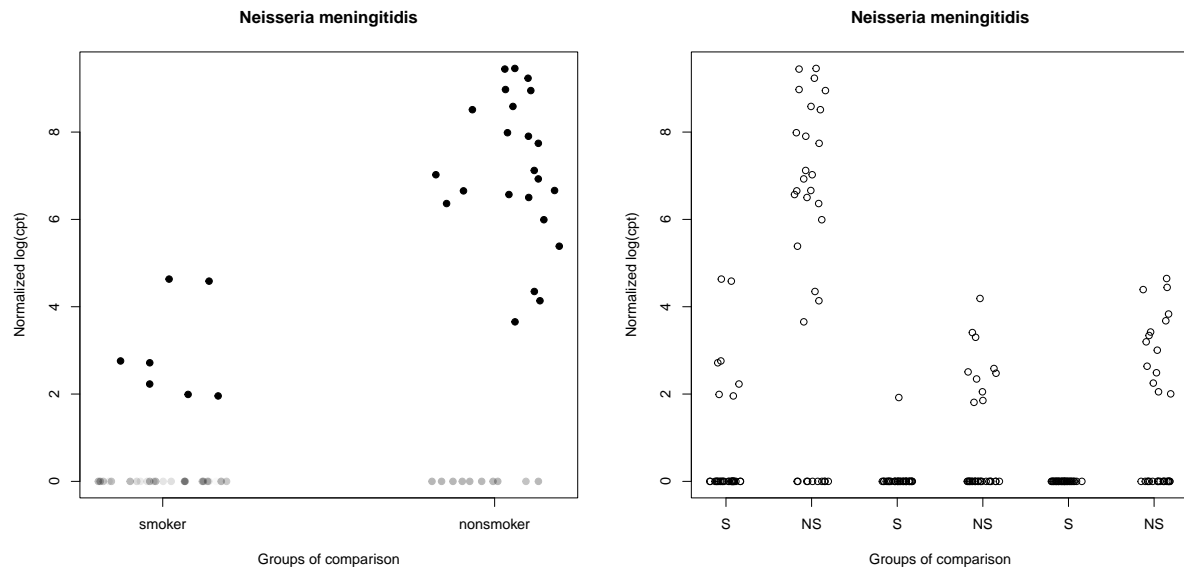 Neisseria meningitidis
Normalized log(cpt)
8
6
4
2
0
smoker nonsmoker
Groups of comparison
Neisseria meningitidis
Normalized log(cpt)
8
6
4
2
0
S NS S NS S NS
Groups of comparison